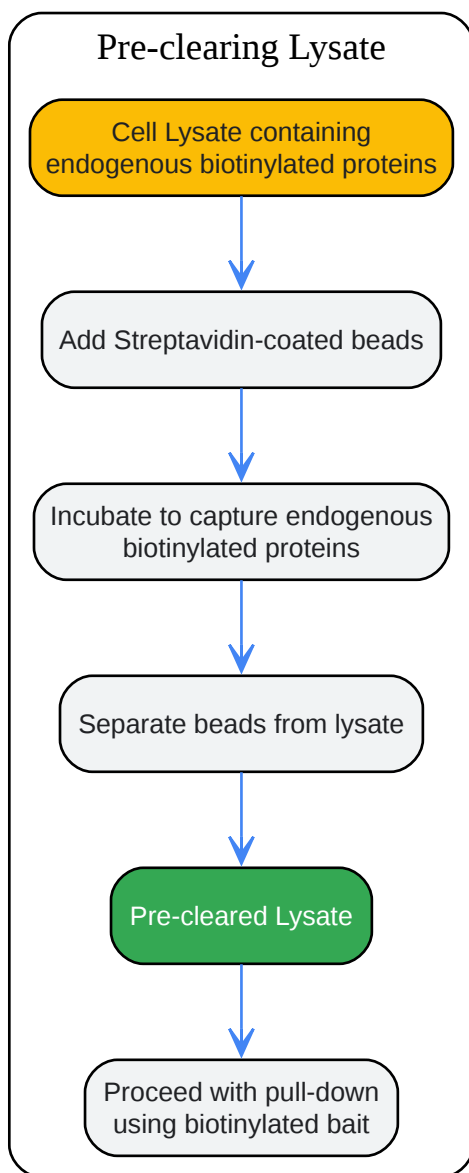 Pre-clearing Lysate
Cell Lysate containing
endogenous biotinylated proteins
Add Streptavidin-coated beads
Incubate to capture endogenous
biotinylated proteins
Separate beads from lysate
Pre-cleared Lysate
Proceed with pull-down
using biotinylated bait